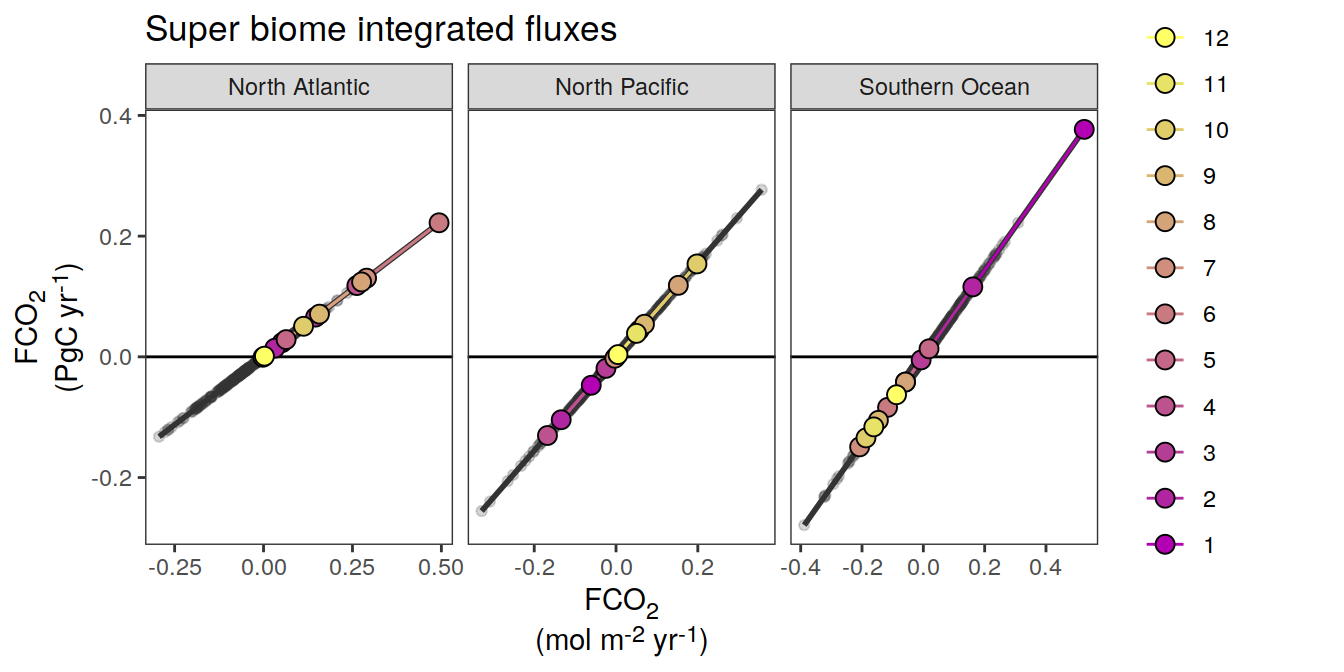 Super biome integrated fluxes
North Atlantic
North Pacific
Southern Ocean
FCO₂
(PgC yr⁻¹)
0.4
0.2
0.0
-0.2
-0.25 0.00 0.25 0.50
-0.2 0.0 0.2
-0.4 -0.2 0.0 0.2 0.4
FCO₂
(mol m⁻² yr⁻¹)
12
11
10
9
8
7
6
5
4
3
2
1